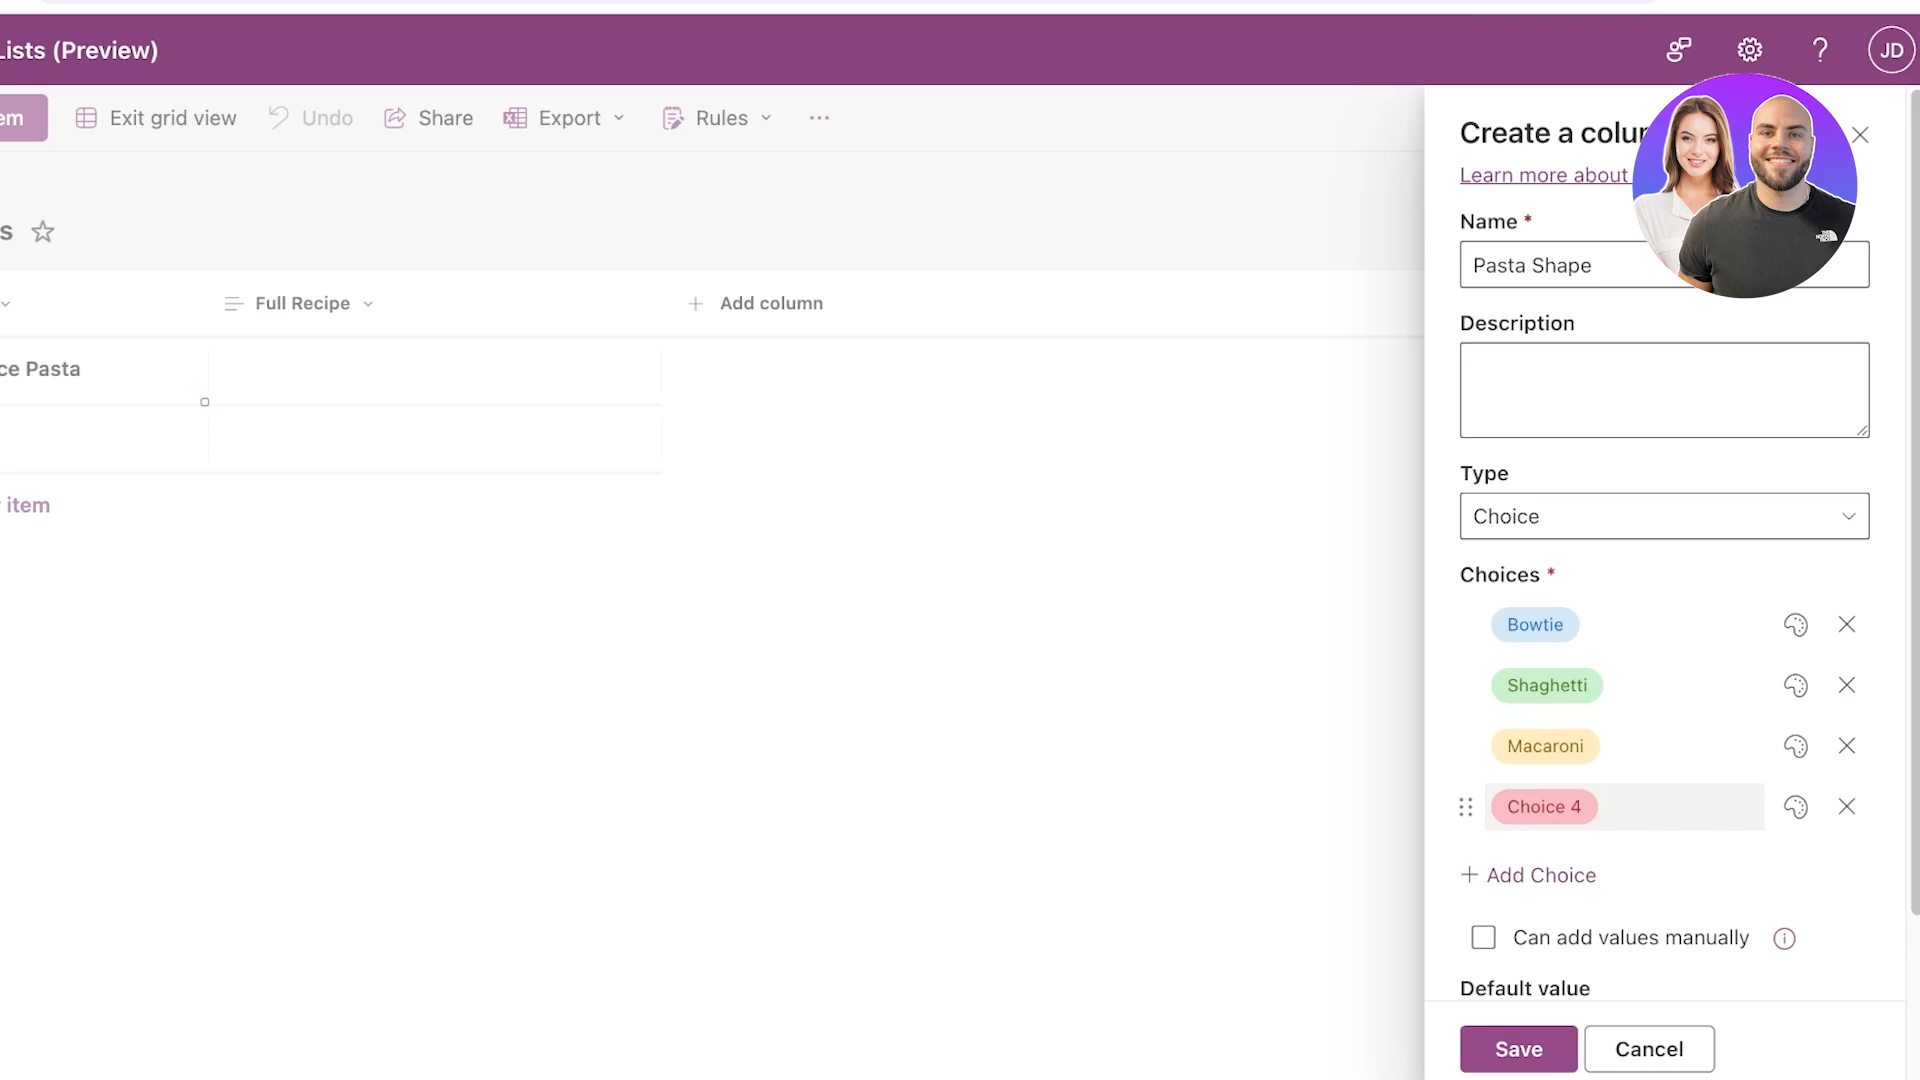 Lists (Preview)
JD
em
Exit grid view
Undo
Share
Export
Rules
s
Full Recipe
Add column
ce Pasta
item
Create a colu
Learn more about
Name *
Pasta Shape
Description
Type
Choice
Choices *
Bowtie
Shaghetti
Macaroni
Choice 4
Add Choice
Can add values manually
Default value
Save
Cancel